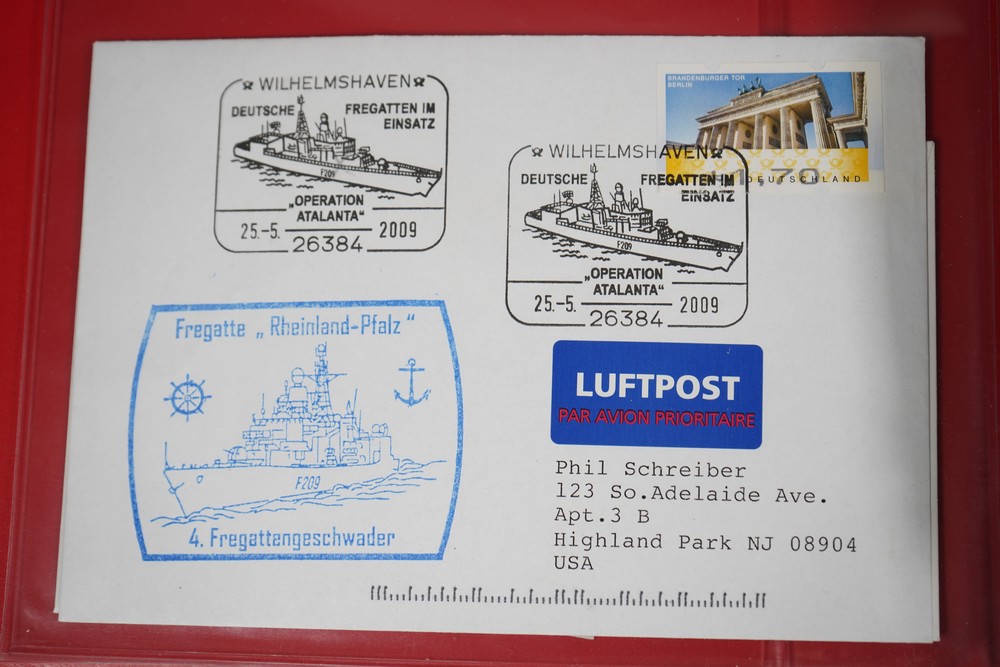 WILHELMSHAVEN
DEUTSCHE FREGATTEN IM
EINSATZ
F209
„OPERATION
ATALANTA“
25.-5. 2009
26384
BRANDENBURGER TOR
BERLIN
1,70 DEUTSCHLAND
WILHELMSHAVEN
DEUTSCHE FREGATTEN IM
EINSATZ
F209
„OPERATION
ATALANTA“
25.-5. 2009
26384
Fregatte „Rheinland-Pfalz“
F209
4. Fregattengeschwader
LUFTPOST
PAR AVION PRIORITAIRE
Phil Schreiber
123 So.Adelaide Ave.
Apt.3 B
Highland Park NJ 08904
USA